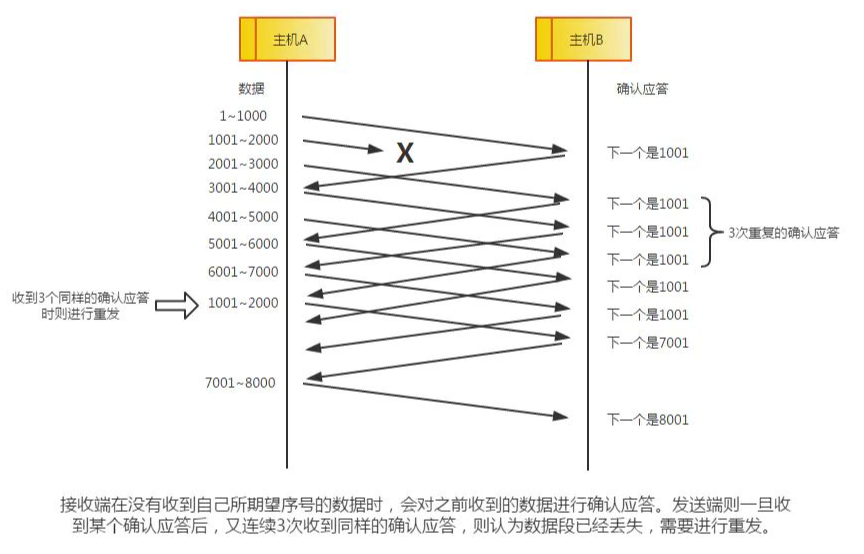 主机A
主机B
数据
确认应答
1~1000
1001~2000
X
下一个是1001
2001~3000
3001~4000
下一个是1001
4001~5000
下一个是1001
3次重复的确认应答
5001~6000
下一个是1001
6001~7000
下一个是1001
收到3个同样的确认应答
时则进行重发
1001~2000
下一个是1001
下一个是7001
7001~8000
下一个是8001
接收端在没有收到自己所期望序号的数据时，会对之前收到的数据进行确认应答。发送端则一旦收
到某个确认应答后，又连续3次收到同样的确认应答，则认为数据段已经丢失，需要进行重发。